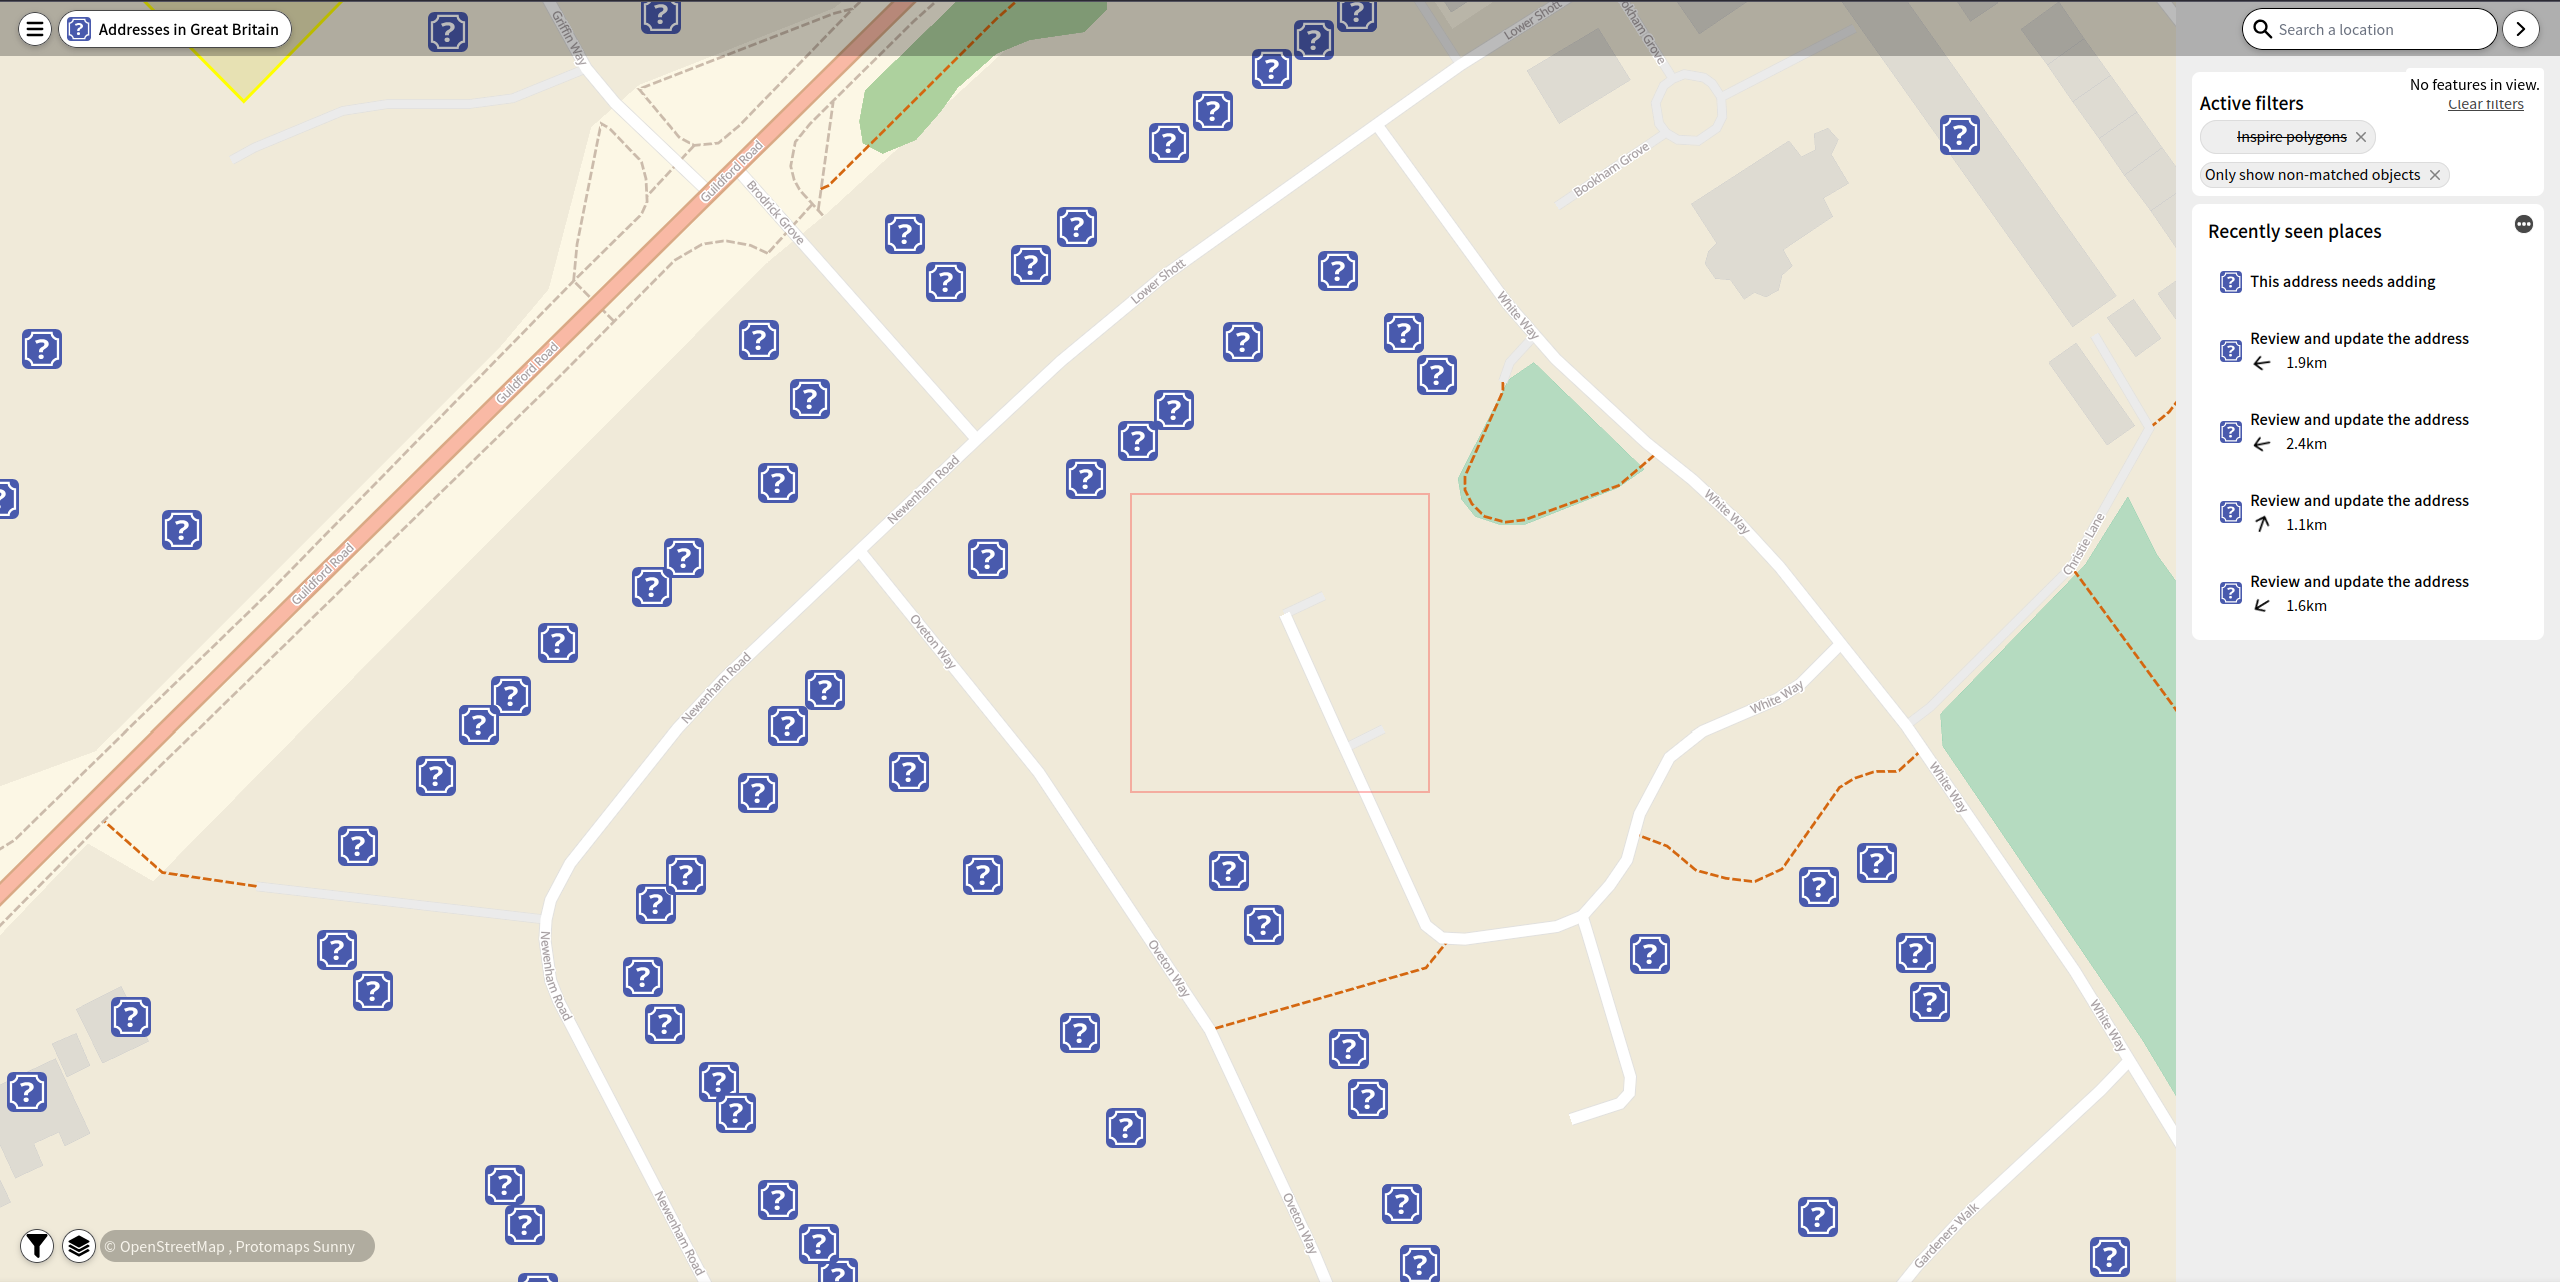 Addresses in Great Britain
Search a location
No features in view.
Active filters
Clear filters
Inspire polygons
Only show non-matched objects
Recently seen places
This address needs adding
Review and update the address
1.9km
Review and update the address
2.4km
Review and update the address
1.1km
Review and update the address
1.6km
Griffin Way
Lower Shott
Bookham Grove
Guildford Road
Brodrick Grove
Bookham Grove
Lower Shott
White Way
Guildford Road
Newenham Road
White Way
Guildford Road
Christie Lane
Oveton Way
Newenham Road
White Way
White Way
Newenham Road
Oveton Way
White Way
Newenham Road
Oveton Way
Gardeners Walk
© OpenStreetMap , Protomaps Sunny